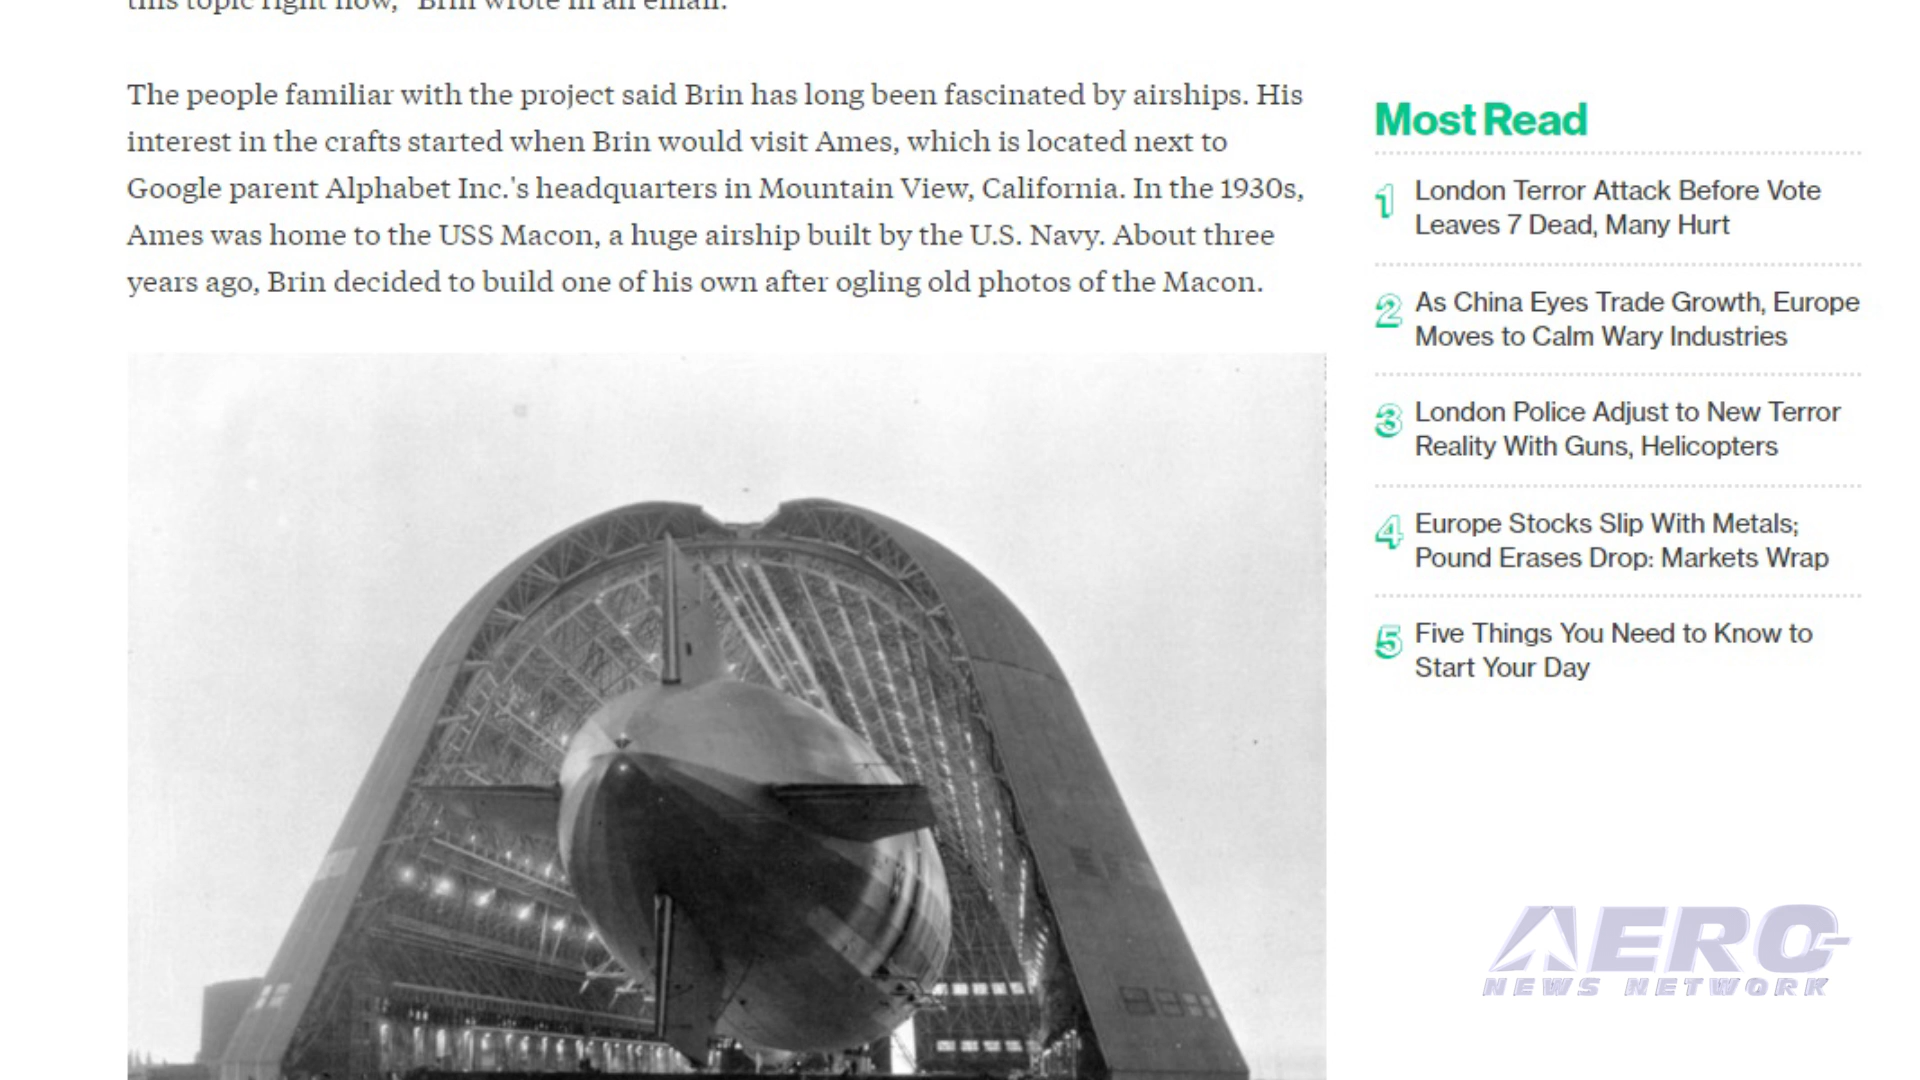 this topic right now," Brin wrote in an email.
The people familiar with the project said Brin has long been fascinated by airships. His
interest in the crafts started when Brin would visit Ames, which is located next to
Google parent Alphabet Inc.'s headquarters in Mountain View, California. In the 1930s,
Ames was home to the USS Macon, a huge airship built by the U.S. Navy. About three
years ago, Brin decided to build one of his own after ogling old photos of the Macon.
Most Read
1 London Terror Attack Before Vote
Leaves 7 Dead, Many Hurt
2 As China Eyes Trade Growth, Europe
Moves to Calm Wary Industries
3 London Police Adjust to New Terror
Reality With Guns, Helicopters
4 Europe Stocks Slip With Metals;
Pound Erases Drop: Markets Wrap
5 Five Things You Need to Know to
Start Your Day
AERO
NEWS NETWORK